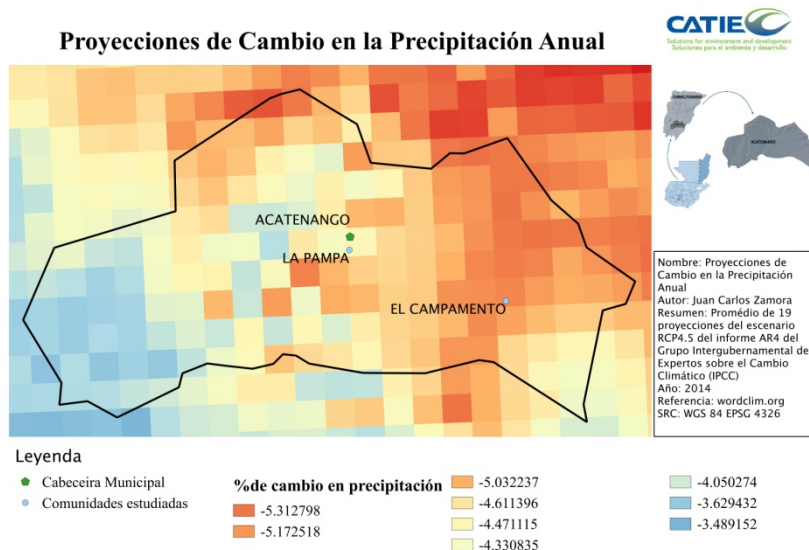 Proyecciones de Cambio en la Precipitación Anual
CATIE
Solutions for environment and development
Soluciones para el ambiente y desarrollo
CHIMALTENANGO
ACATENANGO
ACATENANGO
LA PAMPA
EL CAMPAMENTO
Nombre: Proyecciones de
Cambio en la Precipitación
Anual
Autor: Juan Carlos Zamora
Resumen: Promédio de 19
proyecciones del escenario
RCP4.5 del informe AR4 del
Grupo Intergubernamental de
Expertos sobre el Cambio
Climático (IPCC)
Año: 2014
Referencia: wordclim.org
SRC: WGS 84 EPSG 4326
Leyenda
Cabeceira Municipal
Comunidades estudiadas
%de cambio en precipitación
-5.312798
-5.172518
-5.032237
-4.611396
-4.471115
-4.330835
-4.050274
-3.629432
-3.489152